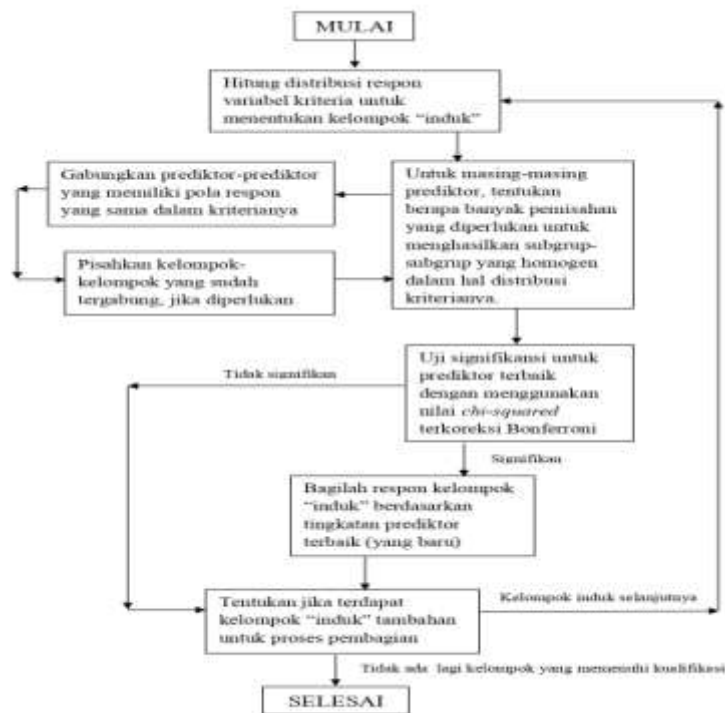 MULAI
Hitung distribusi respon
variabel kriteria untuk
menentukan kelompok “induk”
Gabungkan prediktor-prediktor
yang memiliki pola respon
yang sama dalam kriterianya
Untuk masing-masing
prediktor, tentukan
berapa banyak pemisahan
yang diperlukan untuk
menghasilkan subgrup-
subgrup yang homogen
dalam hal distribusi
kriterianya.
Pisahkan kelompok-
kelompok yang sudah
tergabung, jika diperlukan
Uji signifikansi untuk
prediktor terbaik
dengan menggunakan
nilai chi-squared
terkoreksi Bonferroni
Tidak signifikan
Signifikan
Bagilah respon kelompok
“induk” berdasarkan
tingkatan prediktor
terbaik (yang baru)
Tentukan jika terdapat
kelompok “induk” tambahan
untuk proses pembagian
Kelompok induk selanjutnya
Tidak ada lagi kelompok yang memenuhi kualifikasi
SELESAI